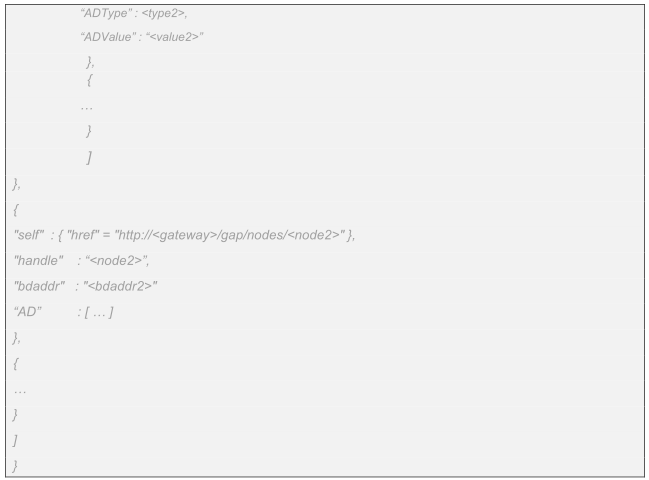 “ADType” : <type2>,
“ADValue” : “<value2>”
},
{
…
}
]
},
{
"self" : { "href" = "http://<gateway>/gap/nodes/<node2>" },
"handle" : “<node2>”,
"bdaddr" : "<bdaddr2>"
“AD” : [ … ]
},
{
…
}
]
}